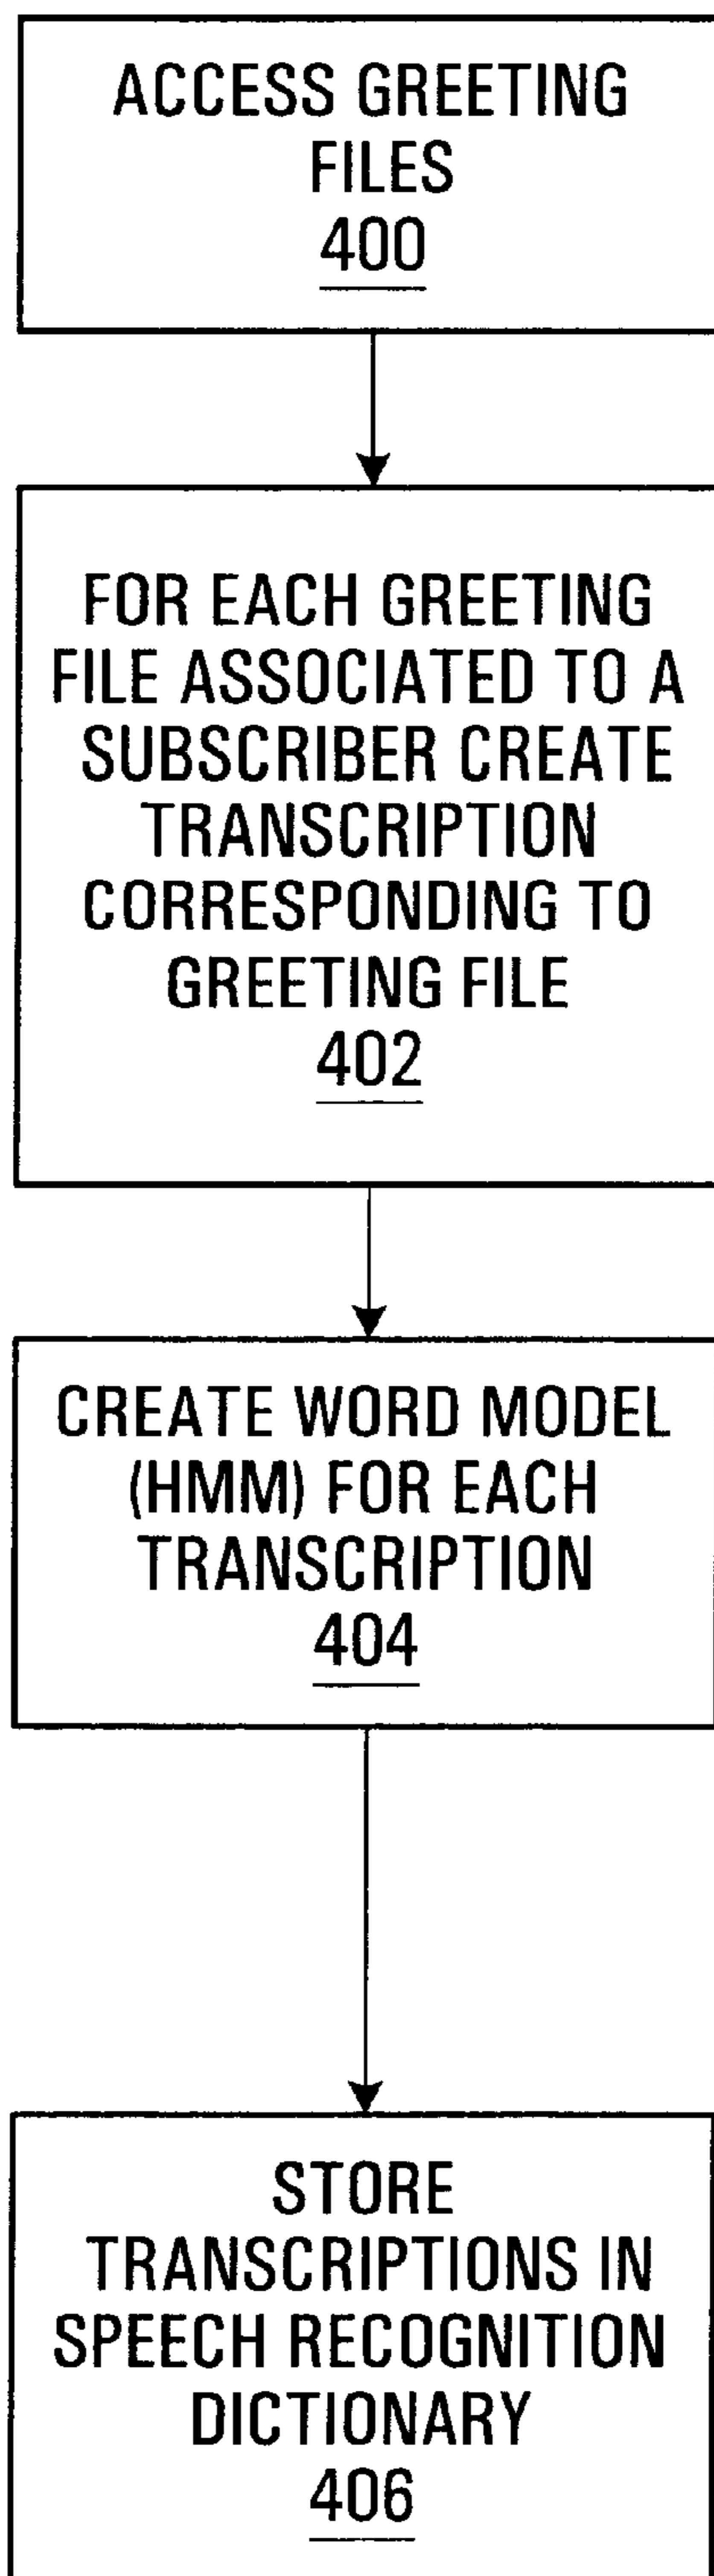 ACCESS GREETING
FILES
400
FOR EACH GREETING
FILE ASSOCIATED TO A
SUBSCRIBER CREATE
TRANSCRIPTION
CORRESPONDING TO
GREETING FILE
402
CREATE WORD MODEL
(HMM) FOR EACH
TRANSCRIPTION
404
STORE
TRANSCRIPTIONS IN
SPEECH RECOGNITION
DICTIONARY
406